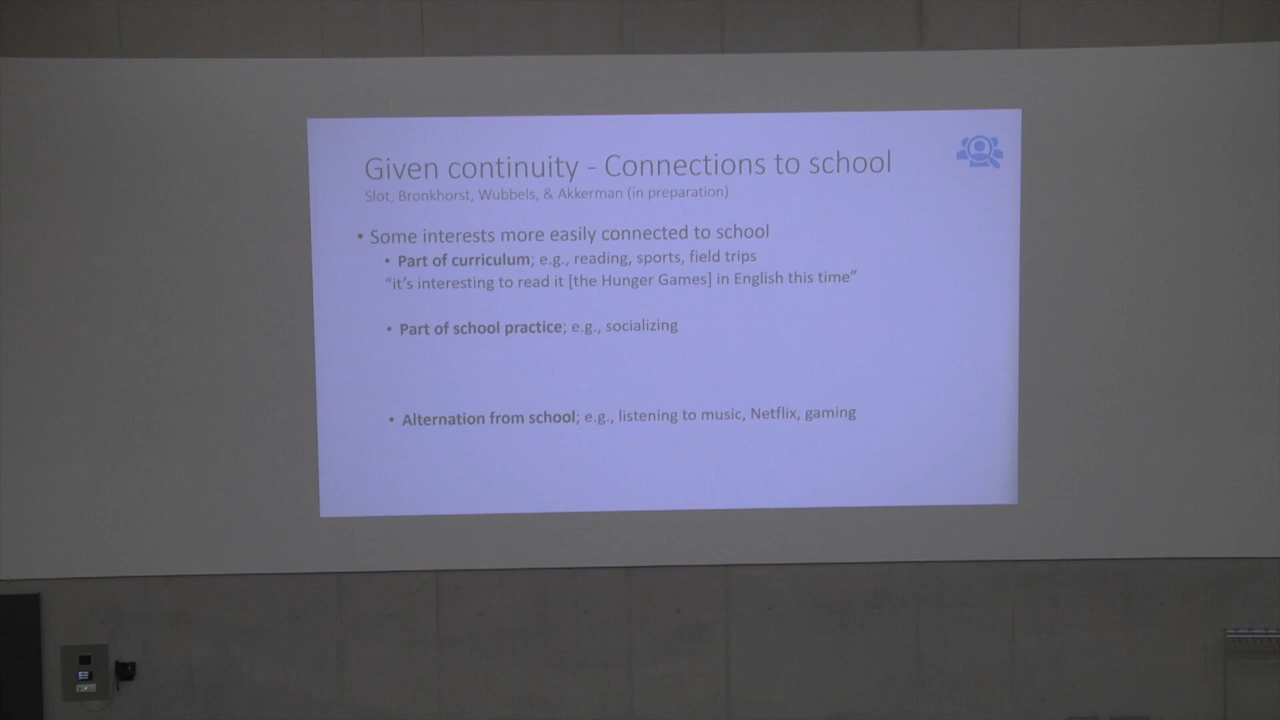 Given continuity - Connections to school
Slot, Bronkhorst, Wubbels, & Akkerman (in preparation)
• Some interests more easily connected to school
• Part of curriculum; e.g., reading, sports, field trips
“it’s interesting to read it [the Hunger Games] in English this time”
• Part of school practice; e.g., socializing
• Alternation from school; e.g., listening to music, Netflix, gaming